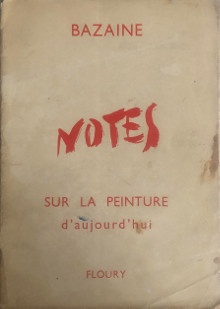 BAZAINE
NOTES
SUR LA PEINTURE
d'aujourd'hui
FLOURY